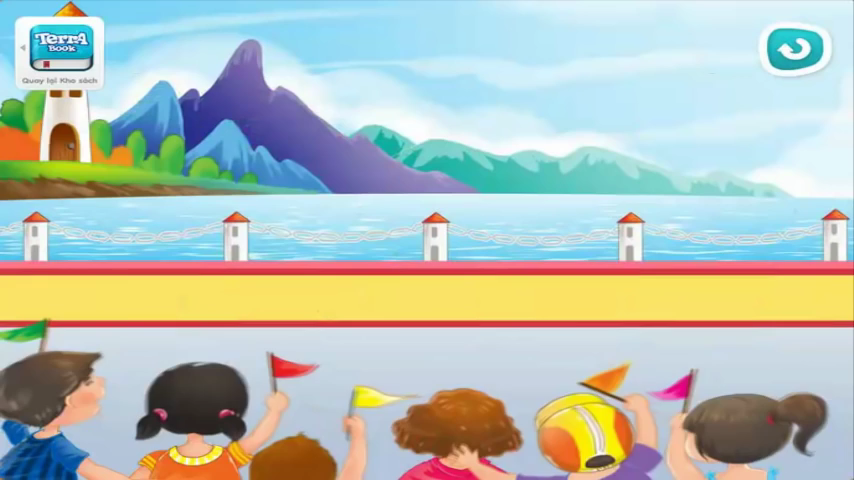 TERRA
BOOK
Quay lại Kho sách